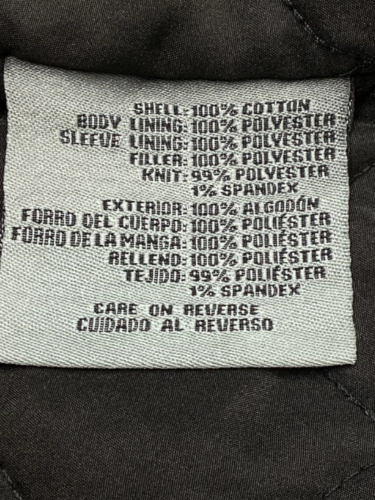 SHELL: 100% COTTON
BODY LINING: 100% POLYESTER
SLEEVE LINING: 100% POLYESTER
FILLER: 100% POLYESTER
KNIT: 99% POLYESTER
1% SPANDEX
EXTERIOR: 100% ALGODÓN
FORRO DEL CUERPO: 100% POLIÉSTER
FORRO DE LA MANGA: 100% POLIÉSTER
RELLENO: 100% POLIÉSTER
TEJIDO: 99% POLIÉSTER
1% SPANDEX
CARE ON REVERSE
CUIDADO AL REVERSO